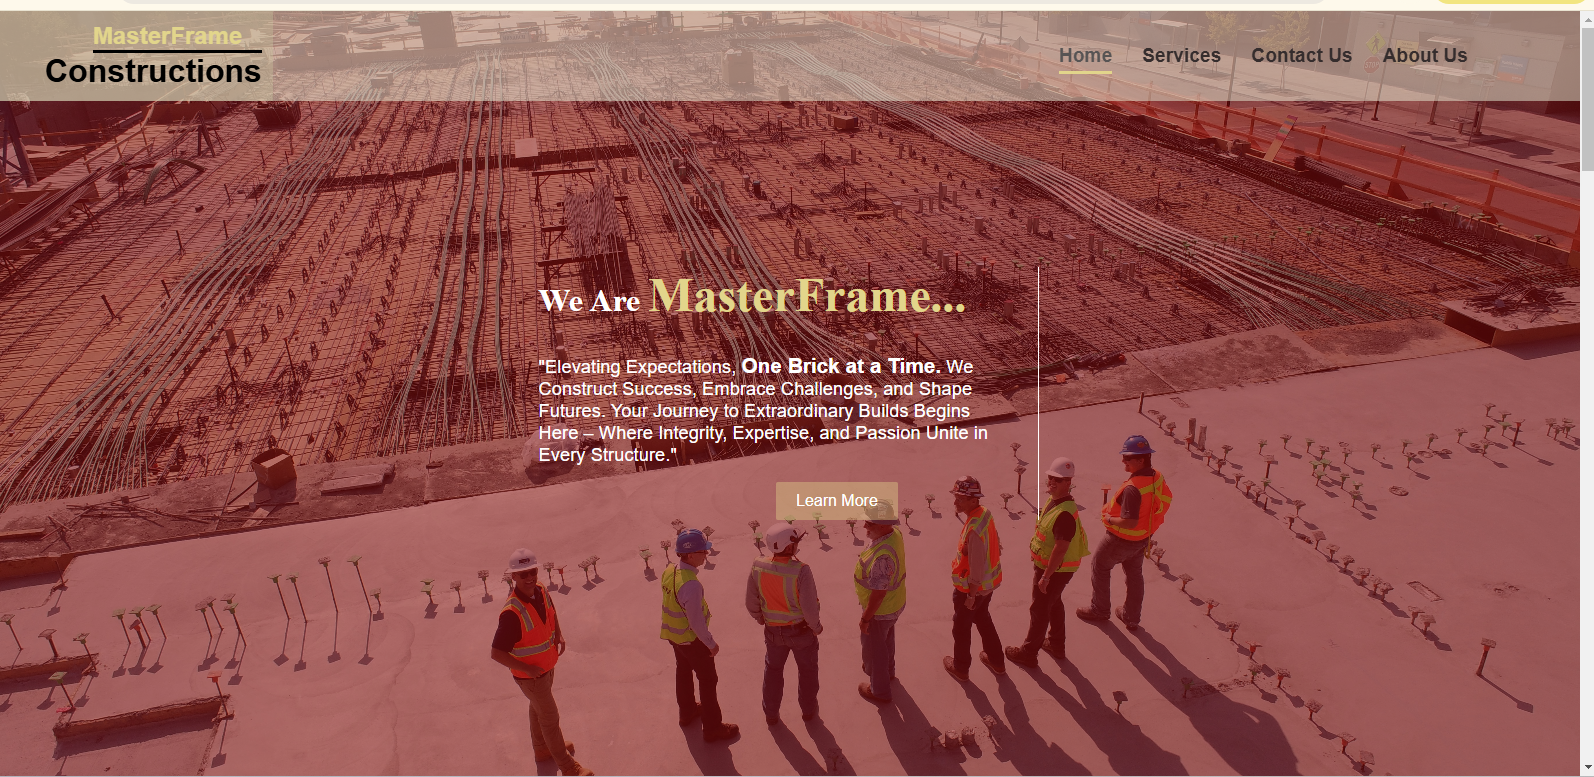 MasterFrame
Constructions
Home Services Contact Us About Us
We Are MasterFrame...
"Elevating Expectations, One Brick at a Time. We
Construct Success, Embrace Challenges, and Shape
Futures. Your Journey to Extraordinary Builds Begins
Here – Where Integrity, Expertise, and Passion Unite in
Every Structure."
Learn More